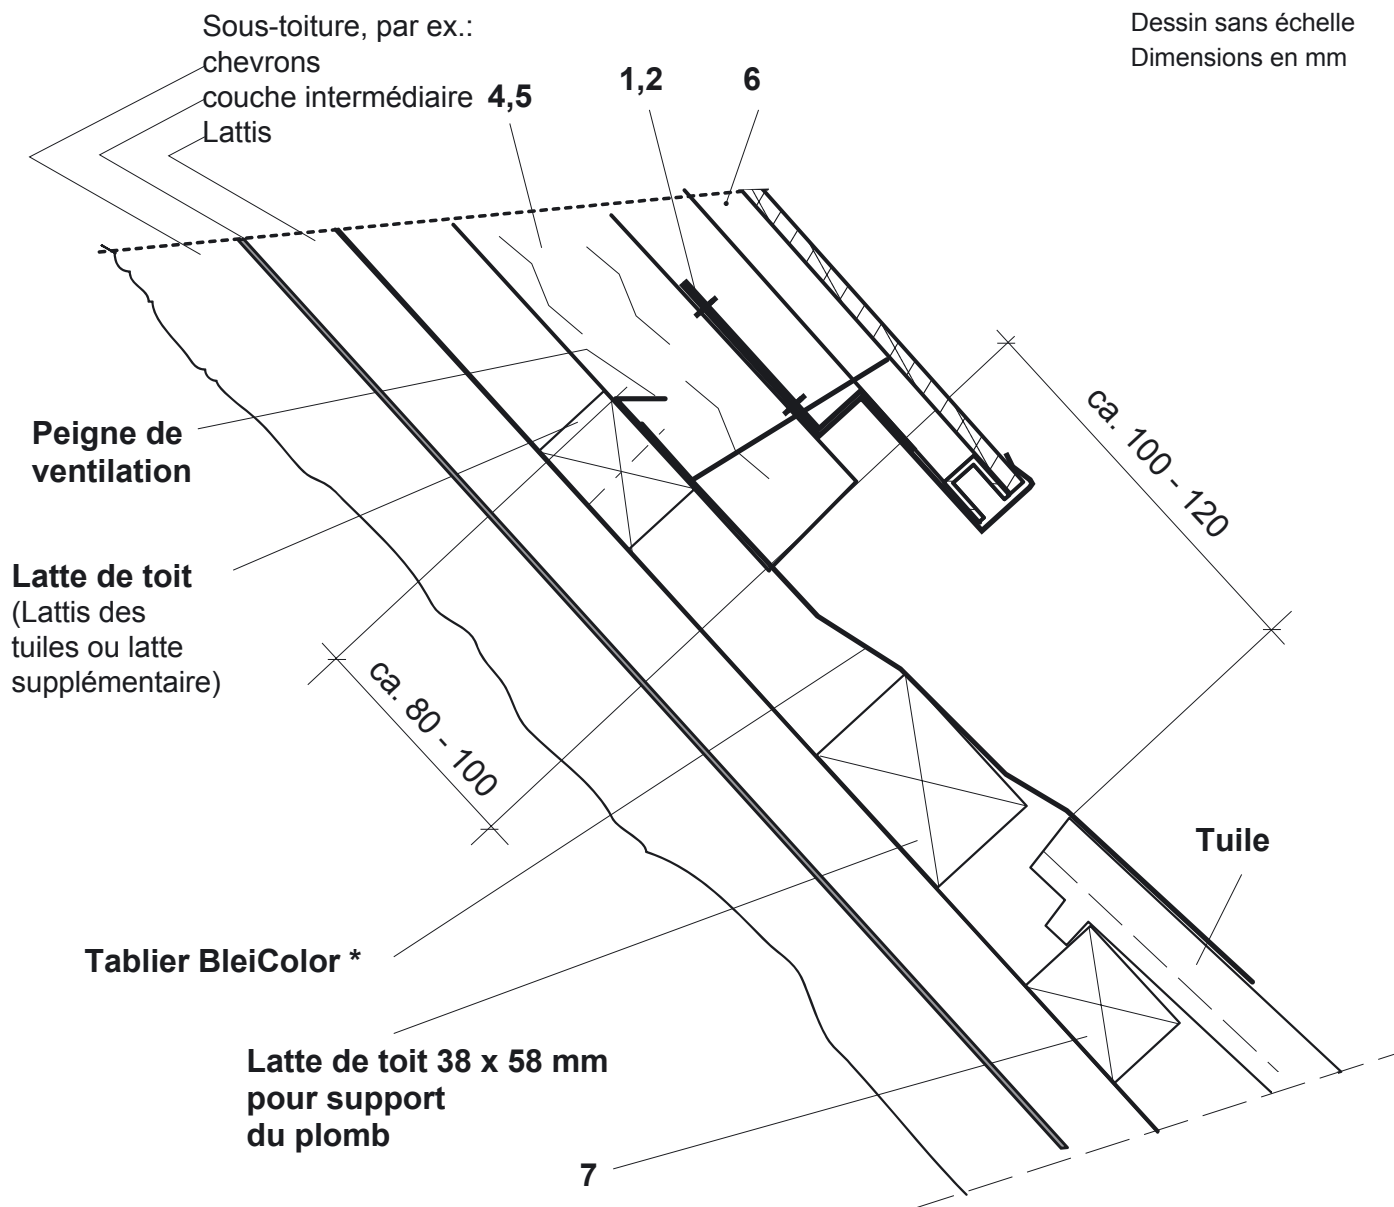 Sous-toiture, par ex.:
chevrons
couche intermédiaire
Lattis
4,5
1,2
6
Dessin sans échelle
Dimensions en mm
Peigne de
ventilation
Latte de toit
(Lattis des
tuiles ou latte
supplémentaire)
ca. 80 - 100
ca. 100 - 120
Tuile
Tablier BleiColor *
Latte de toit 38 x 58 mm
pour support
du plomb
7